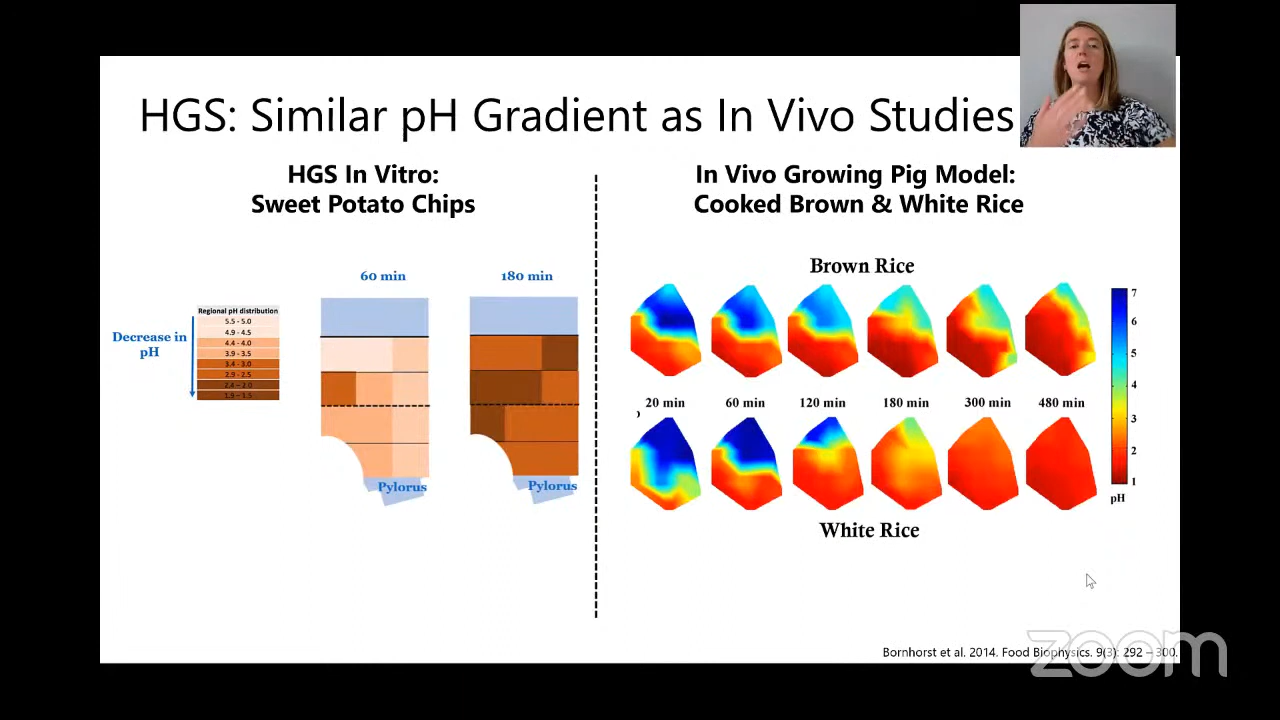 HGS: Similar pH Gradient as In Vivo Studies
HGS In Vitro:
Sweet Potato Chips
In Vivo Growing Pig Model:
Cooked Brown & White Rice
60 min
180 min
Regional pH distribution
5.5 - 5.0
4.9 - 4.5
4.4 - 4.0
3.9 - 3.5
3.4 - 3.0
2.9 - 2.5
2.4 – 2.0
1.9 – 1.5
Decrease in
pH
Pylorus
Pylorus
Brown Rice
20 min
60 min
120 min
180 min
300 min
480 min
White Rice
7
6
5
4
3
2
1
pH
Bornhorst et al. 2014. Food Biophysics. 9(3): 292 – 300.
zoom